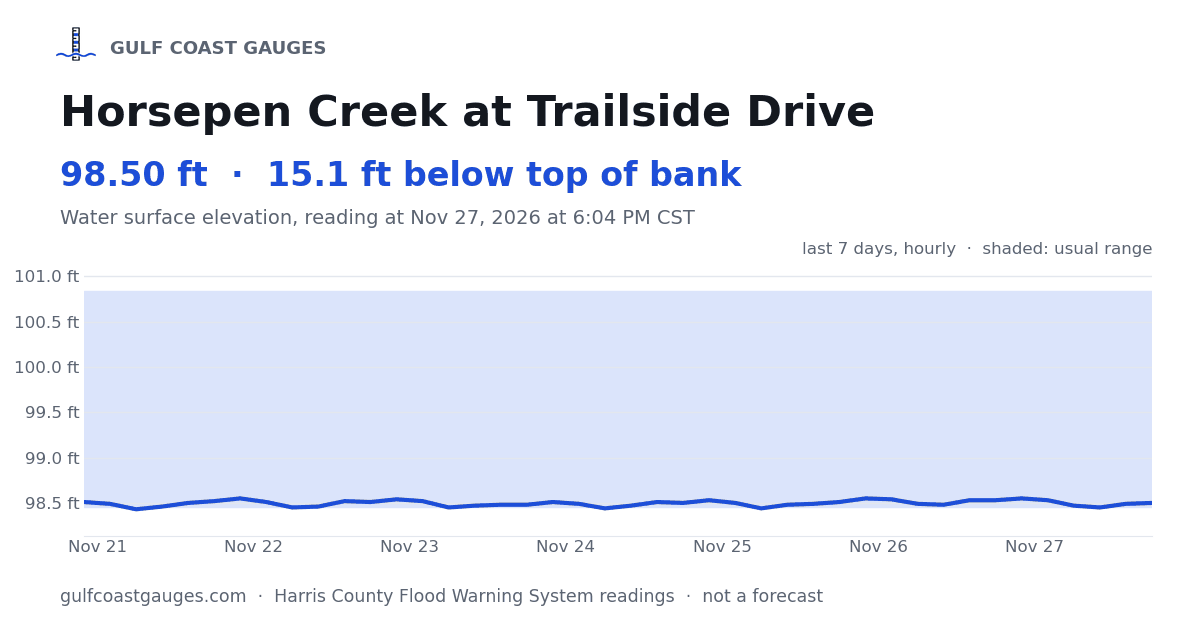 GULF COAST GAUGES
Horsepen Creek at Trailside Drive
98.50 ft · 15.1 ft below top of bank
Water surface elevation, reading at Nov 27, 2026 at 6:04 PM CST
last 7 days, hourly · shaded: usual range
101.0 ft
100.5 ft
100.0 ft
99.5 ft
99.0 ft
98.5 ft
Nov 21 Nov 22 Nov 23 Nov 24 Nov 25 Nov 26 Nov 27
gulfcoastgauges.com · Harris County Flood Warning System readings · not a forecast